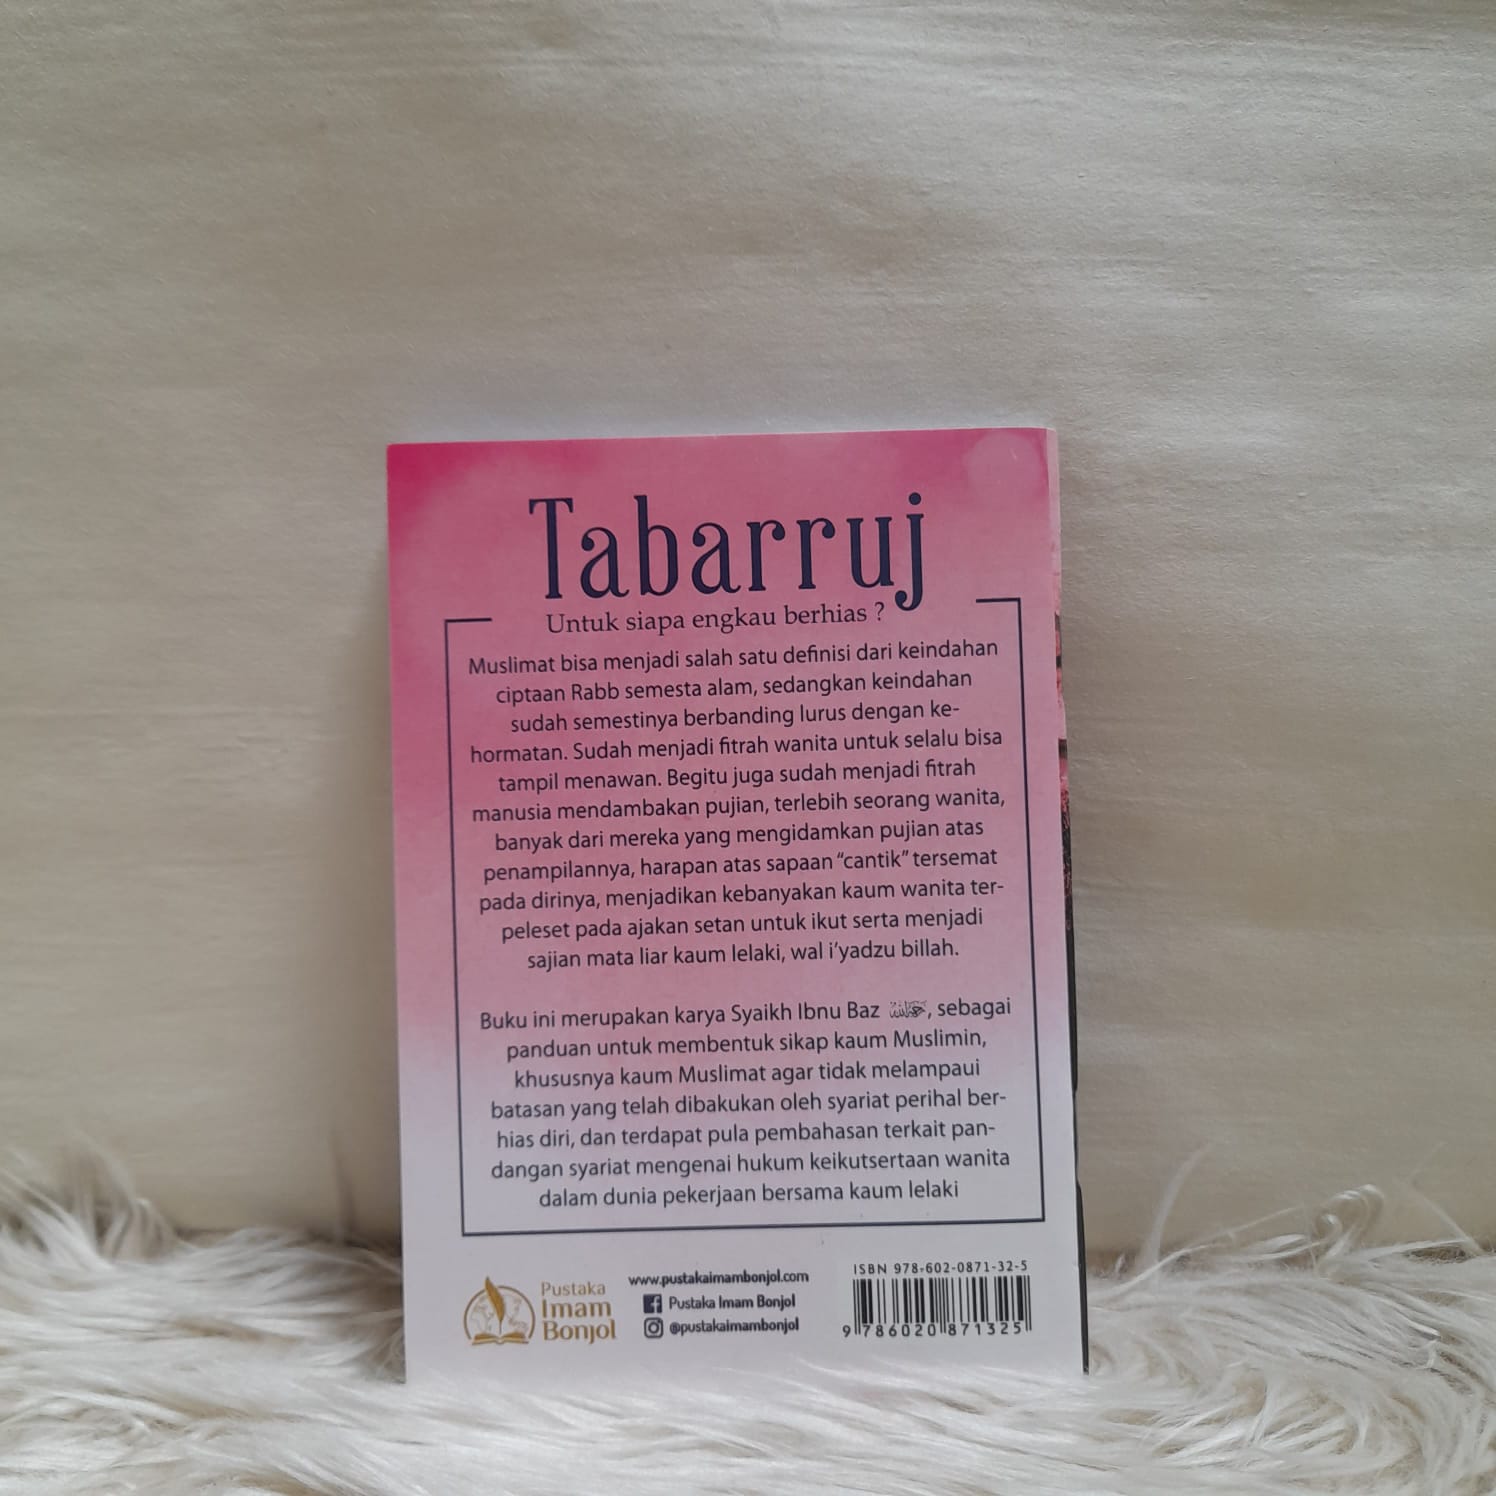 Tabarruj
Untuk siapa engkau berhias ?
Muslimat bisa menjadi salah satu definisi dari keindahan
ciptaan Rabb semesta alam, sedangkan keindahan
sudah semestinya berbanding lurus dengan ke-
hormatan. Sudah menjadi fitrah wanita untuk selalu bisa
tampil menawan. Begitu juga sudah menjadi fitrah
manusia mendambakan pujian, terlebih seorang wanita,
banyak dari mereka yang mengidamkan pujian atas
penampilannya, harapan atas sapaan “cantik” tersemat
pada dirinya, menjadikan kebanyakan kaum wanita ter-
peleset pada ajakan setan untuk ikut serta menjadi
sajian mata liar kaum lelaki, wal i’yadzu billah.
Buku ini merupakan karya Syaikh Ibnu Baz , sebagai
panduan untuk membentuk sikap kaum Muslimin,
khususnya kaum Muslimat agar tidak melampaui
batasan yang telah dibakukan oleh syariat perihal ber-
hias diri, dan terdapat pula pembahasan terkait pan-
dangan syariat mengenai hukum keikutsertaan wanita
dalam dunia pekerjaan bersama kaum lelaki
Pustaka
Imam
Bonjol
www.pustakaimambonjol.com
Pustaka Imam Bonjol
@pustakaimambonjol
ISBN 978-602-0871-32-5
9 786020 871325